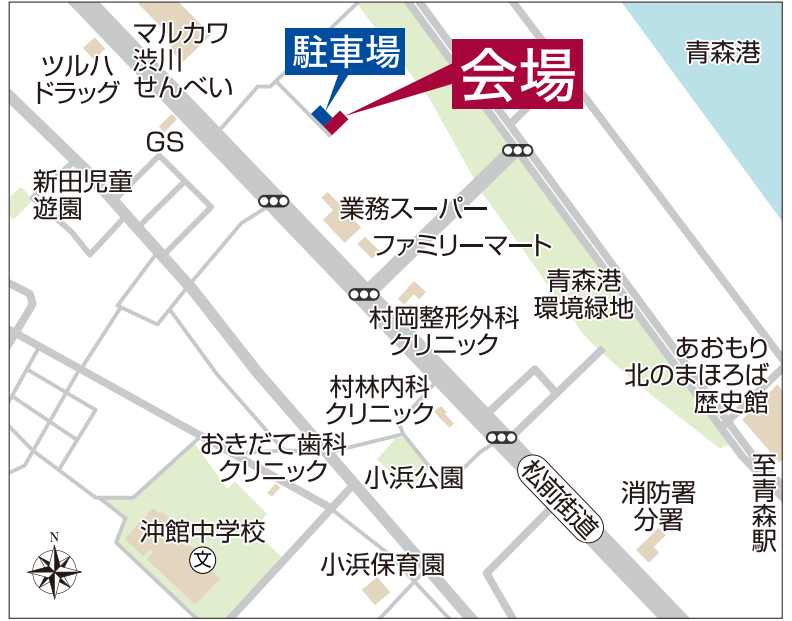 マルカワ
渋川
せんべい
ツルハ
ドラッグ
駐車場
会場
青森港
GS
新田児童
遊園
業務スーパー
ファミリーマート
青森港
環境緑地
村岡整形外科
クリニック
あおもり
北のまほろば
歴史館
村林内科
クリニック
おきだて歯科
クリニック
小浜公園
松前街道
消防署
分署
至青森駅
沖館中学校
文
小浜保育園
N